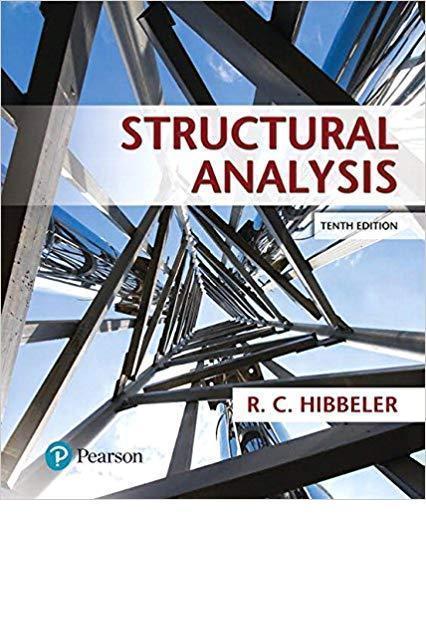 STRUCTURAL
ANALYSIS
TENTH EDITION
R. C. HIBBELER
P Pearson